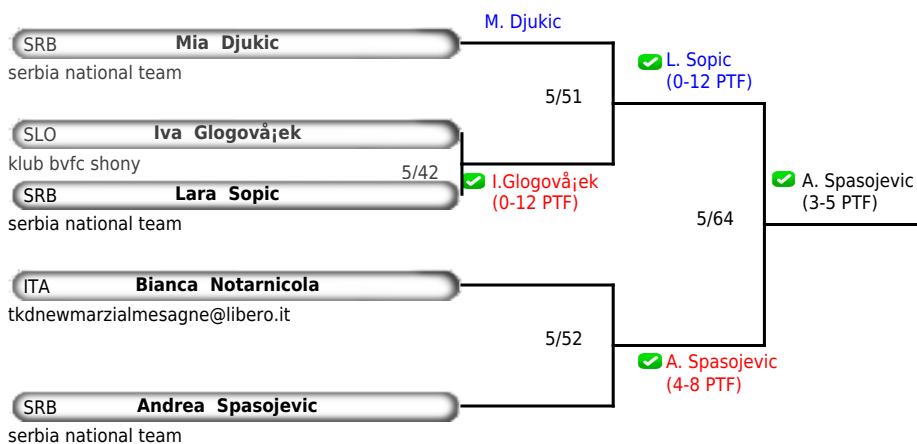 M. Djukic
SRB Mia Djukic
serbia national team
L. Sopic
(0-12 PTF)
5/51
SLO Iva Glogovå¡ek
klub bvfc shony
5/42
I.Glogovå¡ek
(0-12 PTF)
A. Spasojevic
(3-5 PTF)
SRB Lara Sopic
serbia national team
5/64
ITA Bianca Notarnicola
tkdnewmarzialmesagne@libero.it
5/52
A. Spasojevic
(4-8 PTF)
SRB Andrea Spasojevic
serbia national team